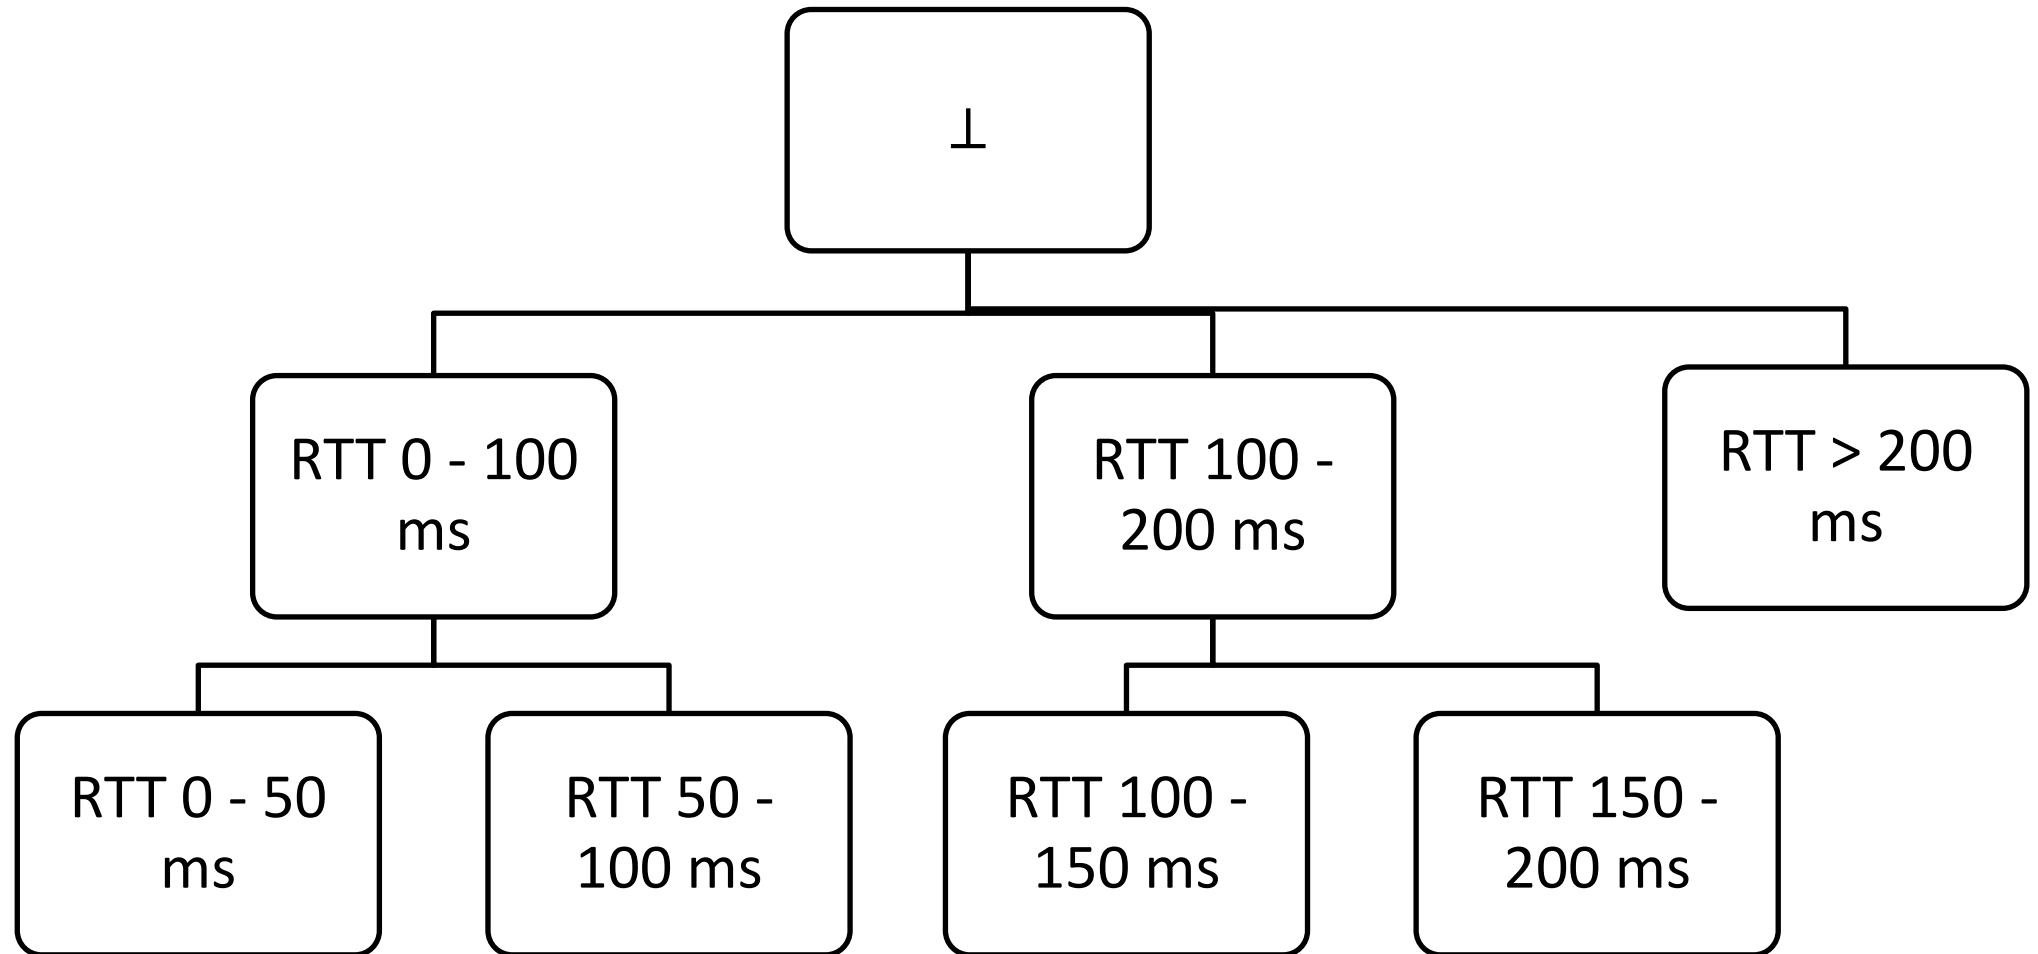 ⊥
RTT 0 - 100
ms
RTT 100 -
200 ms
RTT > 200
ms
RTT 0 - 50
ms
RTT 50 -
100 ms
RTT 100 -
150 ms
RTT 150 -
200 ms